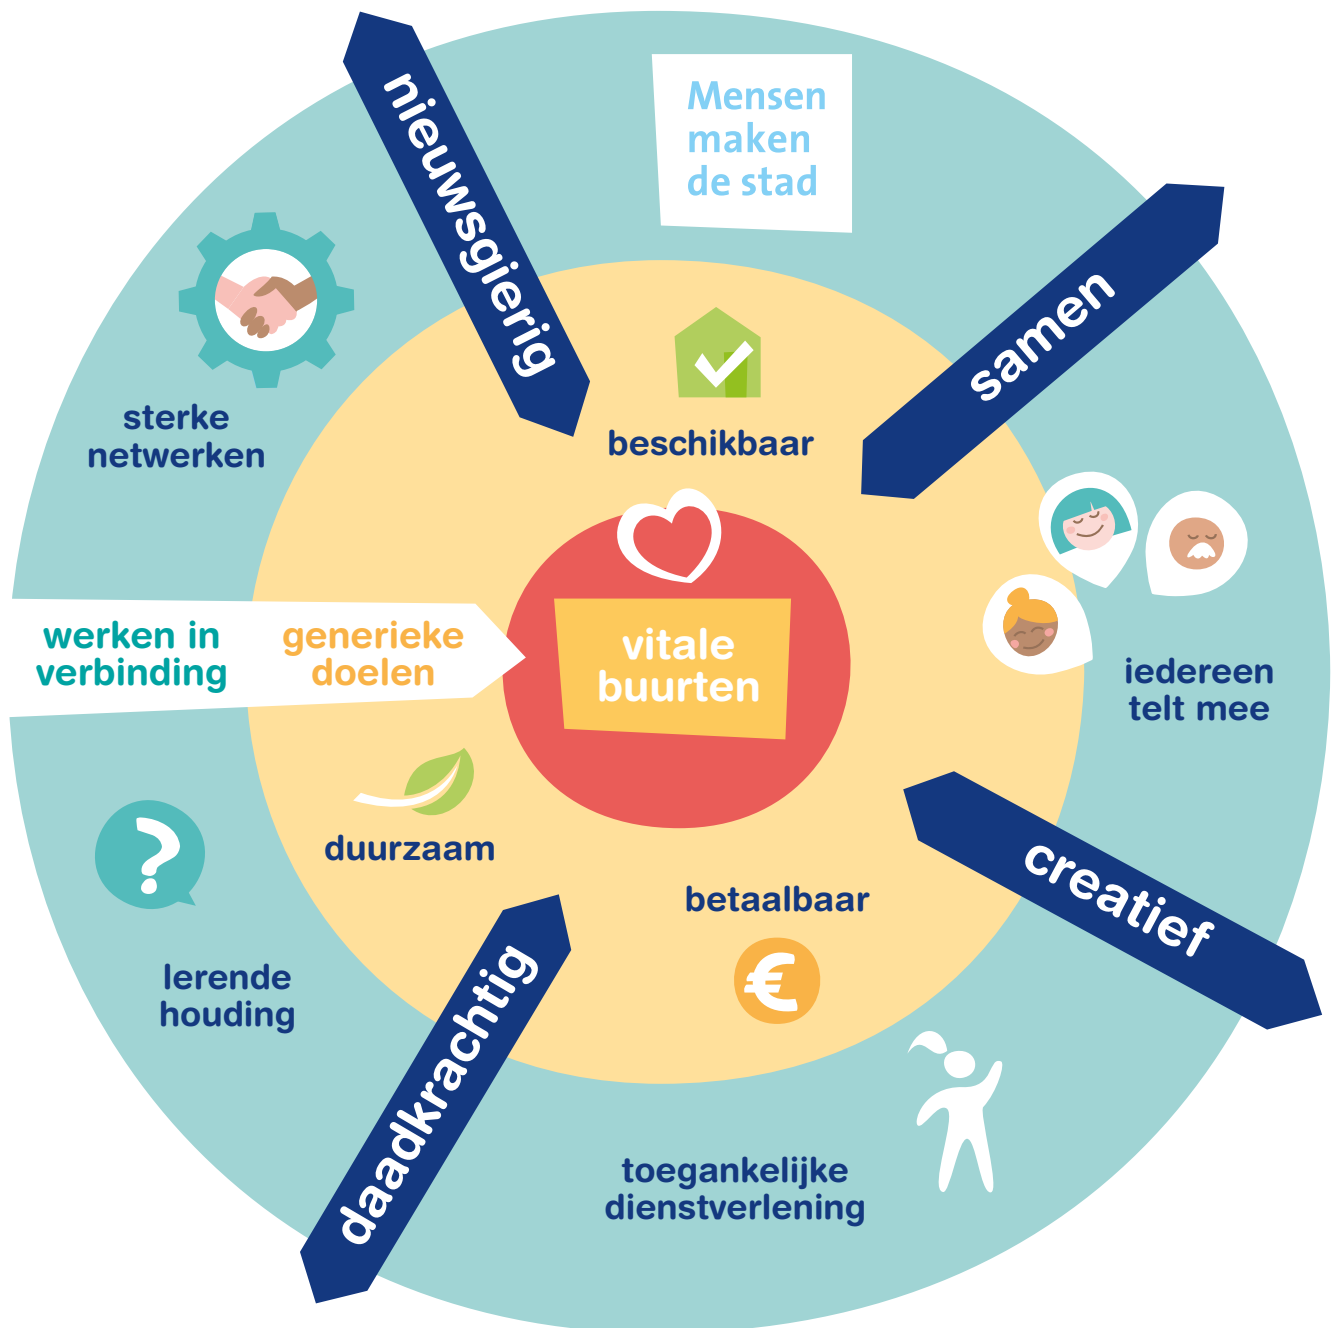 nieuwsgierig
Mensen
maken
de stad
samen
sterke
netwerken
beschikbaar
werken in
verbinding
generieke
doelen
vitale
buurten
iedereen
telt mee
duurzaam
betaalbaar
€
creatief
?
lerende
houding
daadkrachtig
toegankelijke
dienstverlening